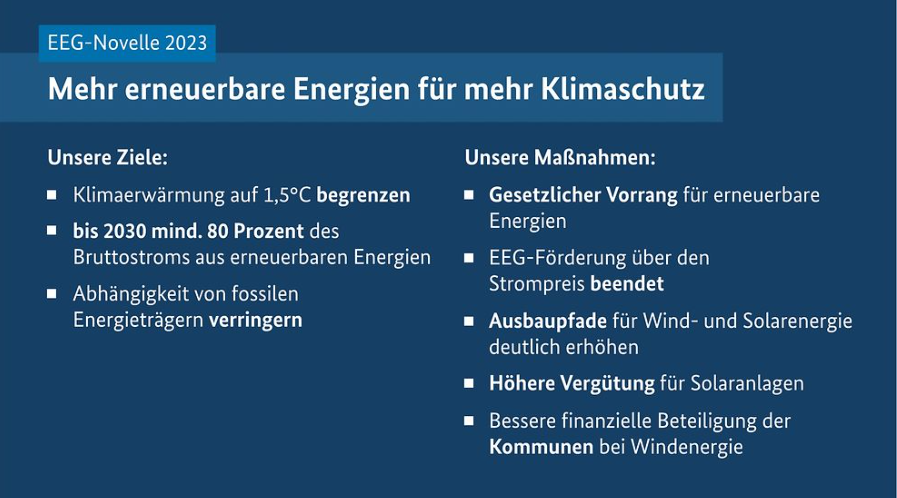 EEG-Novelle 2023
Mehr erneuerbare Energien für mehr Klimaschutz
Unsere Ziele:
Klimaerwärmung auf 1,5°C begrenzen
bis 2030 mind. 80 Prozent des
Bruttostroms aus erneuerbaren Energien
Abhängigkeit von fossilen
Energieträgern verringern
Unsere Maßnahmen:
Gesetzlicher Vorrang für erneuerbare
Energien
EEG-Förderung über den
Strompreis beendet
Ausbaupfade für Wind- und Solarenergie
deutlich erhöhen
Höhere Vergütung für Solaranlagen
Bessere finanzielle Beteiligung der
Kommunen bei Windenergie